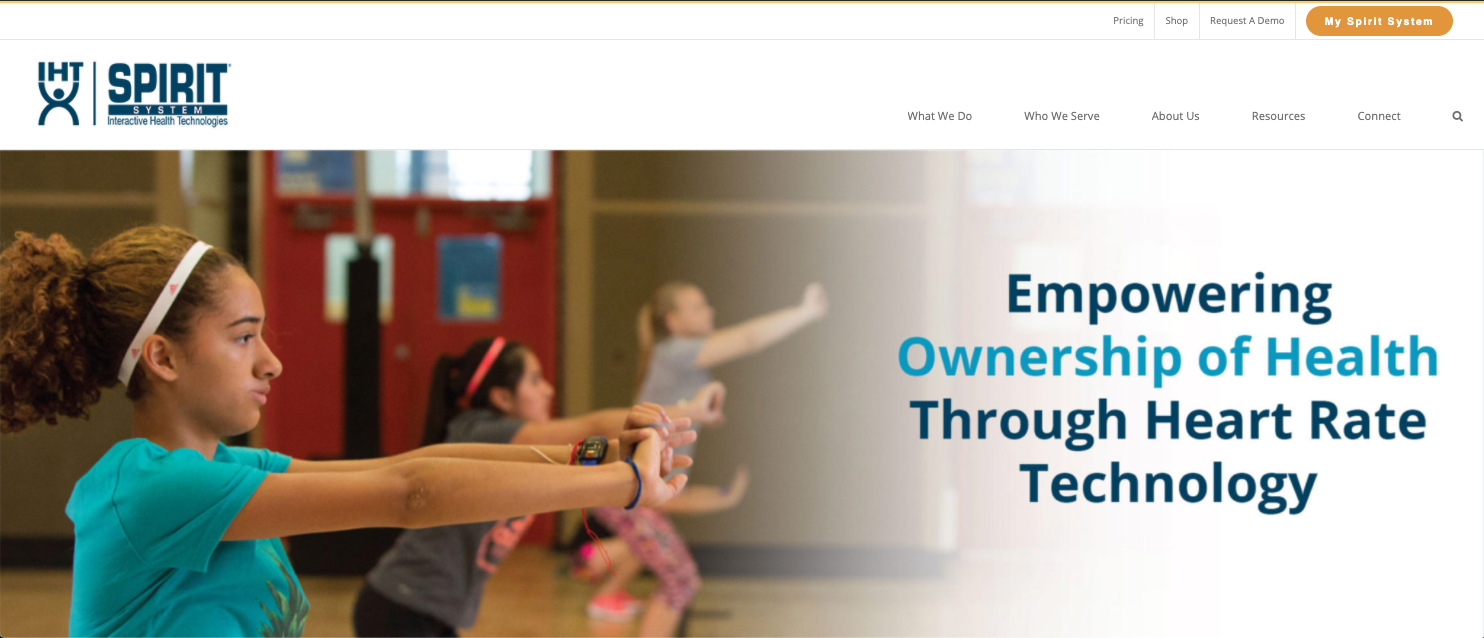 Pricing
Shop
Request A Demo
My Spirit System
IHT
SPIRIT®
SYSTEM
Interactive Health Technologies
What We Do
Who We Serve
About Us
Resources
Connect
Empowering
Ownership of Health
Through Heart Rate
Technology